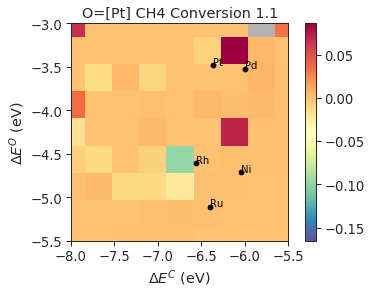 O=[Pt] CH4 Conversion 1.1
−3.0
−3.5
−4.0
−4.5
−5.0
−5.5
ΔE^O (eV)
Pt
Pd
Rh
Ni
Ru
−8.0 −7.5 −7.0 −6.5 −6.0 −5.5
ΔE^C (eV)
0.05
0.00
−0.05
−0.10
−0.15